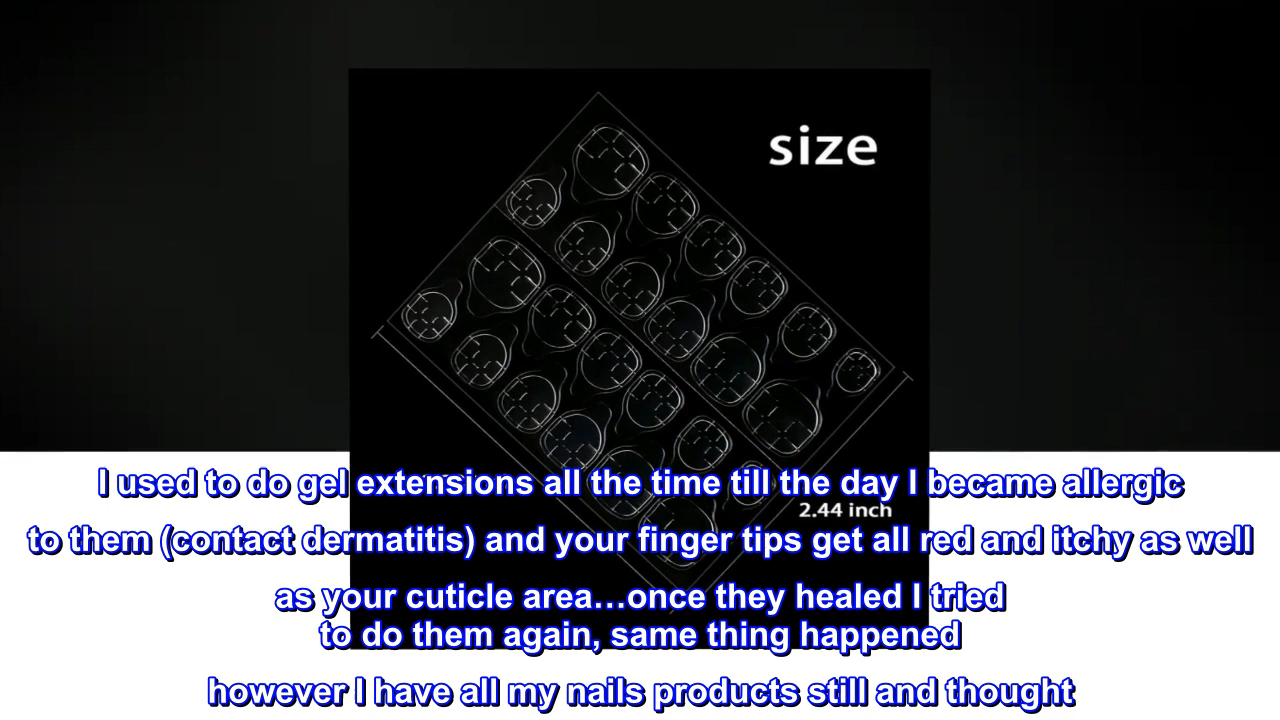 size
I used to do gel extensions all the time till the day I became allergic
2.44 inch
to them (contact dermatitis) and your finger tips get all red and itchy as well
as your cuticle area...once they healed I tried
to do them again, same thing happened
however I have all my nails products still and thought